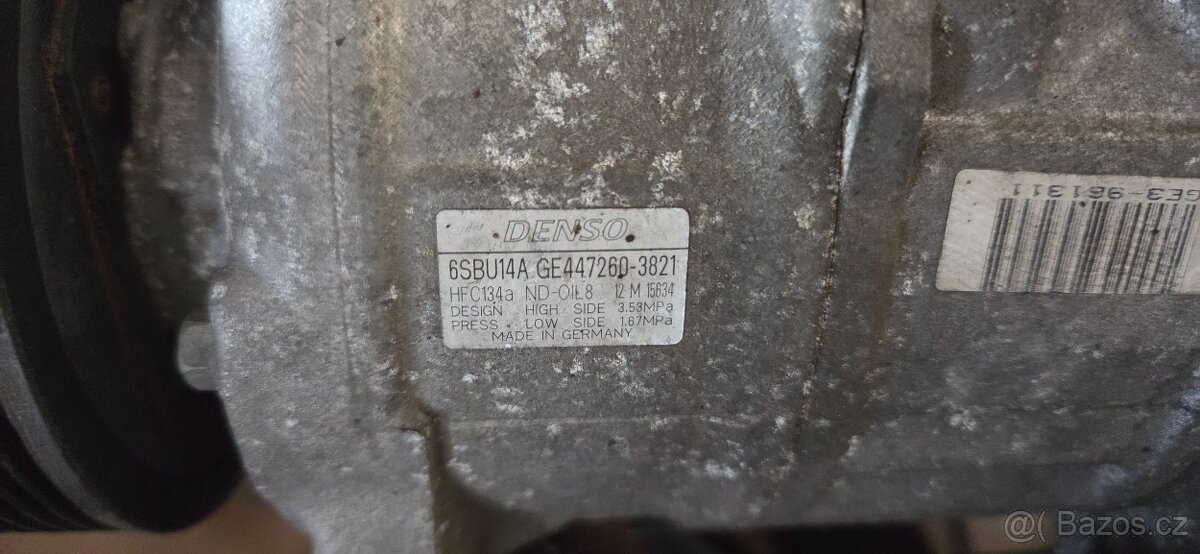 DENSO
6SBU14A GE447260-3821
HFC134a ND-OIL8 12 M 15634
DESIGN HIGH SIDE 3.53MPa
PRESS. LOW SIDE 1.67MPa
MADE IN GERMANY
GE3-961311
@( Bazos.cz